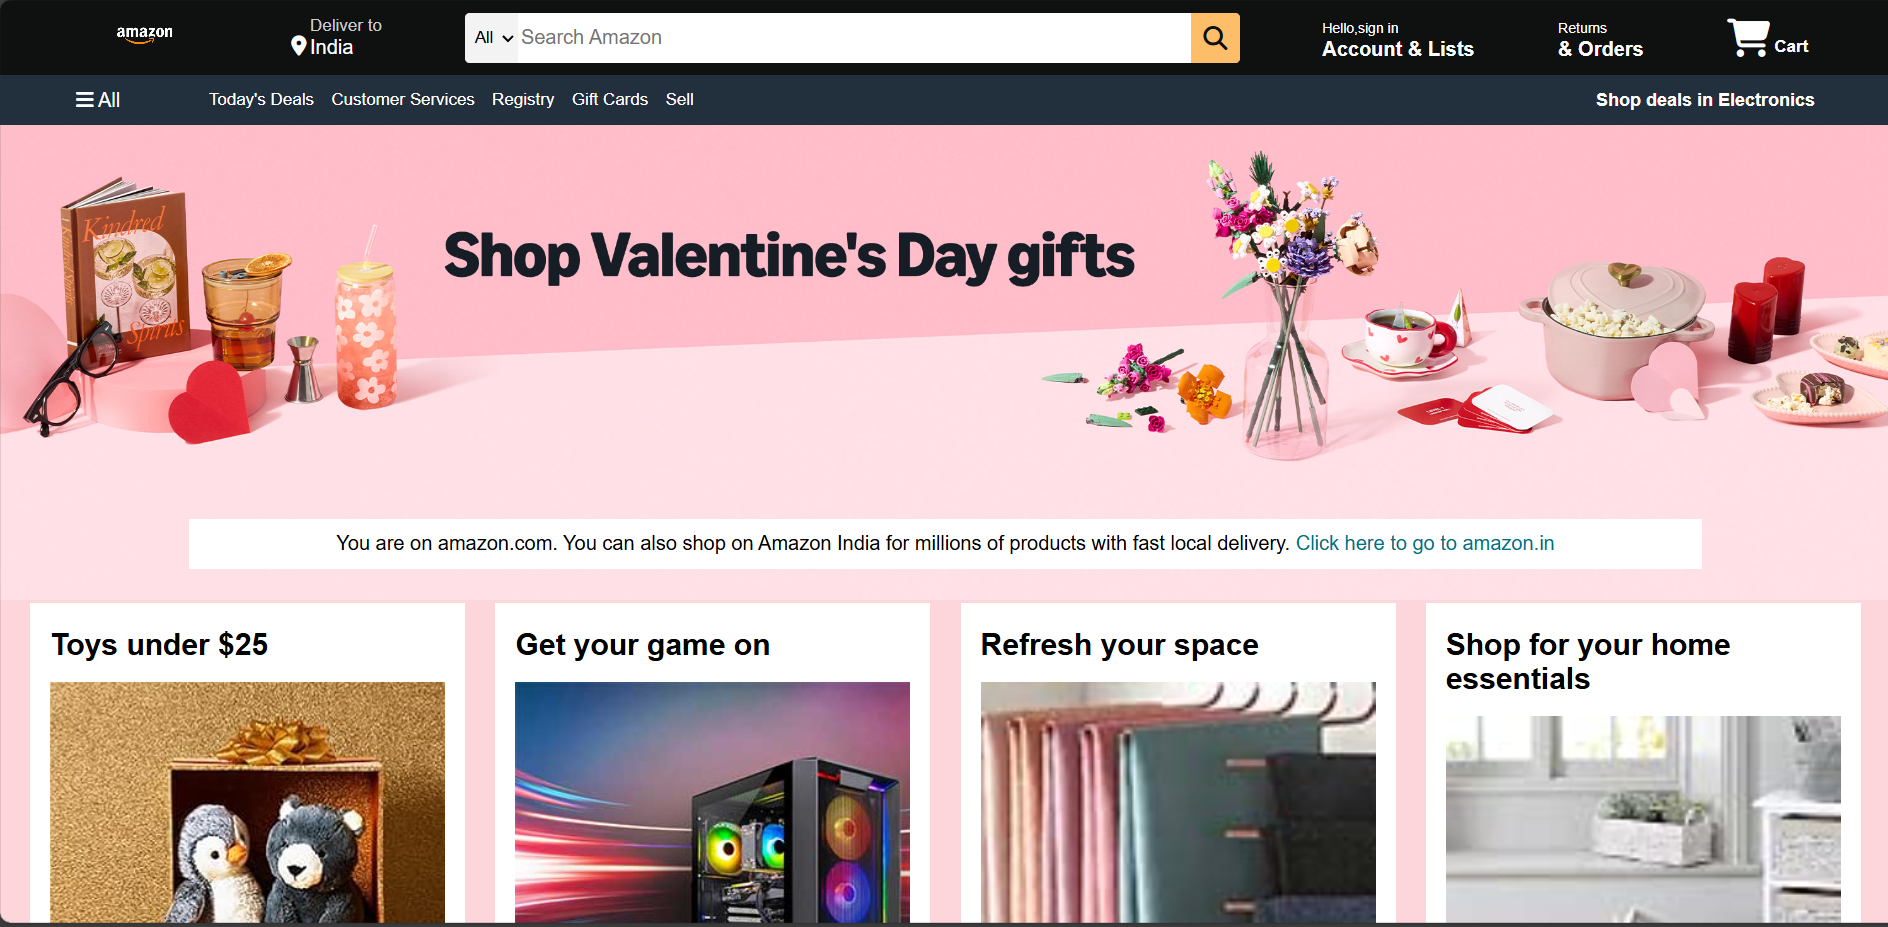 amazon
Deliver to
India
All
Search Amazon
Hello,sign in
Account & Lists
Returns
& Orders
Cart
All
Today's Deals
Customer Services
Registry
Gift Cards
Sell
Shop deals in Electronics
Kindred
Spirits
Shop Valentine's Day gifts
You are on amazon.com. You can also shop on Amazon India for millions of products with fast local delivery. Click here to go to amazon.in
Toys under $25
Get your game on
Refresh your space
Shop for your home
essentials